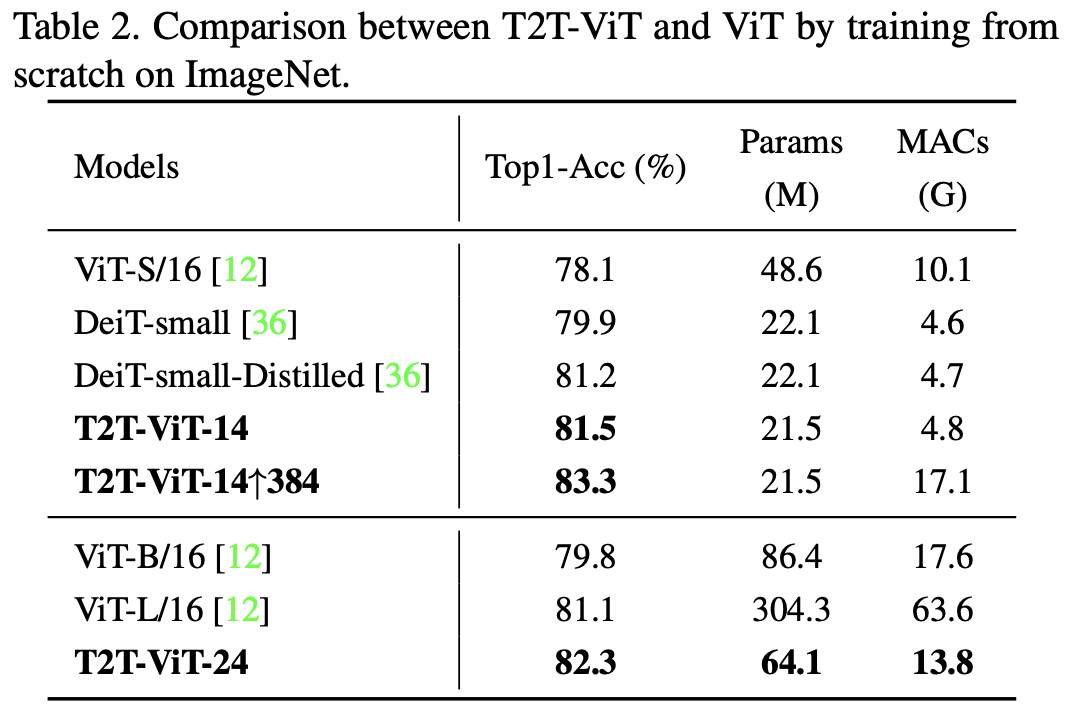 Table 2. Comparison between T2T-ViT and ViT by training from
scratch on ImageNet.
Models Top1-Acc (%) Params (M) MACs (G)
ViT-S/16 [12] 78.1 48.6 10.1
DeiT-small [36] 79.9 22.1 4.6
DeiT-small-Distilled [36] 81.2 22.1 4.7
T2T-ViT-14 81.5 21.5 4.8
T2T-ViT-14↑384 83.3 21.5 17.1
ViT-B/16 [12] 79.8 86.4 17.6
ViT-L/16 [12] 81.1 304.3 63.6
T2T-ViT-24 82.3 64.1 13.8